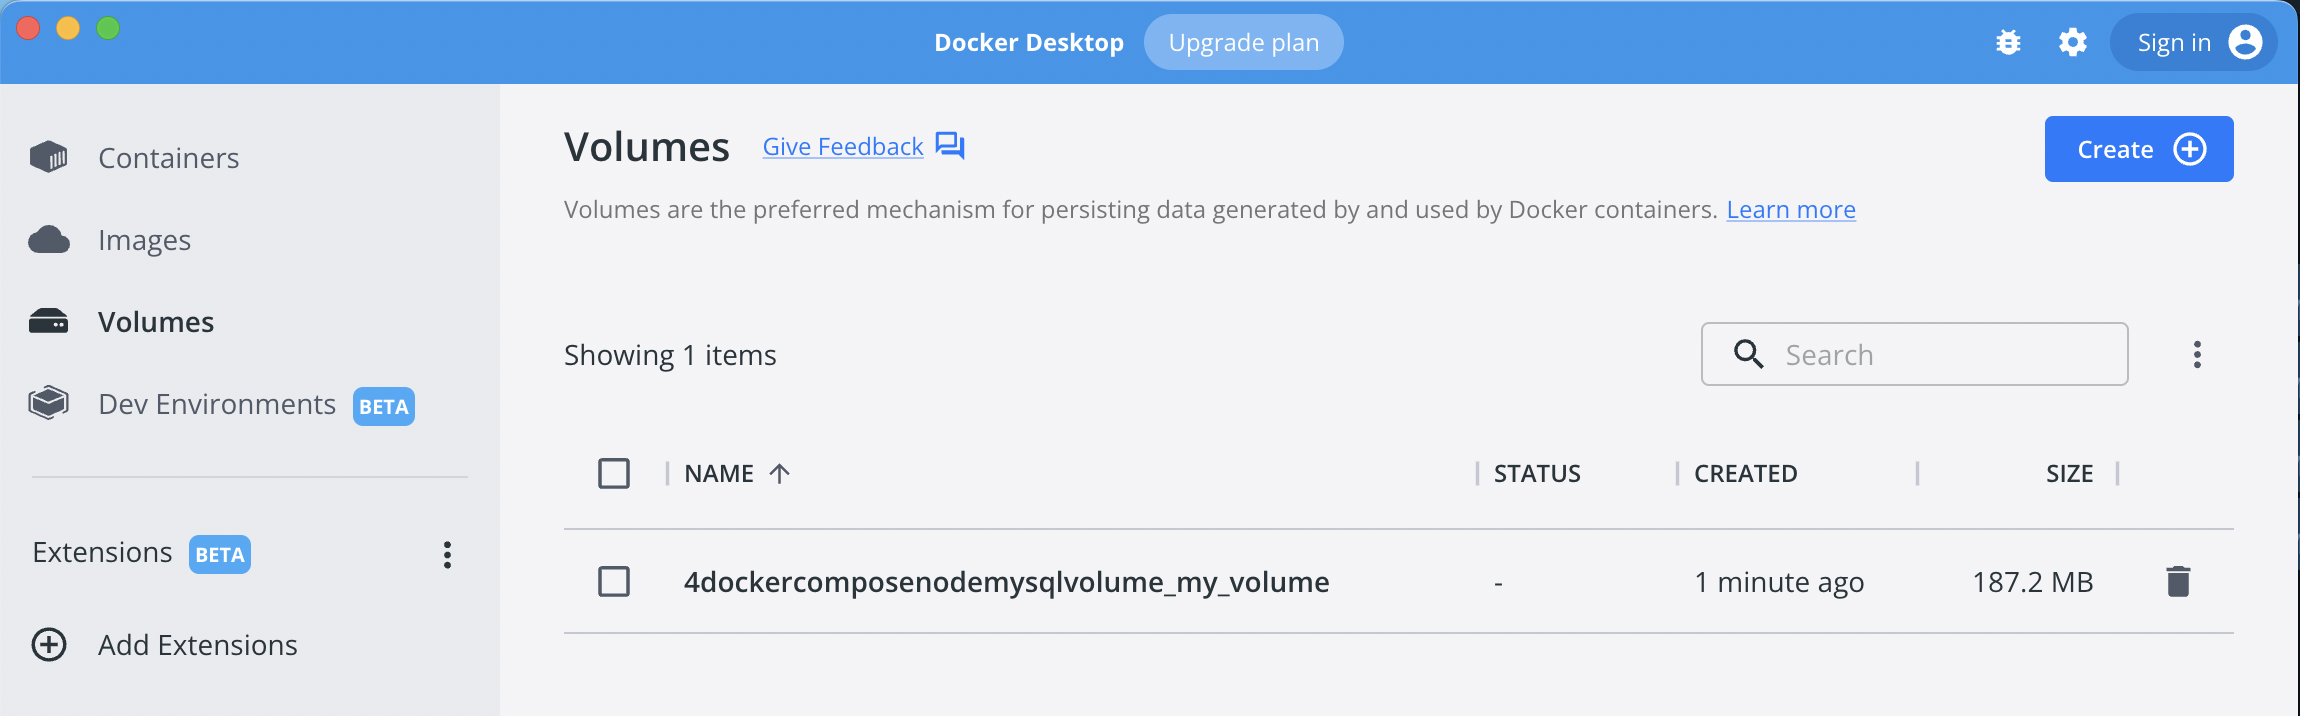 Docker Desktop Upgrade plan Sign in
Containers
Images
Volumes
Dev Environments BETA
Extensions BETA
Add Extensions
Volumes Give Feedback Create
Volumes are the preferred mechanism for persisting data generated by and used by Docker containers. Learn more
Showing 1 items Search
NAME STATUS CREATED SIZE
4dockercomposenodemysqlvolume_my_volume - 1 minute ago 187.2 MB